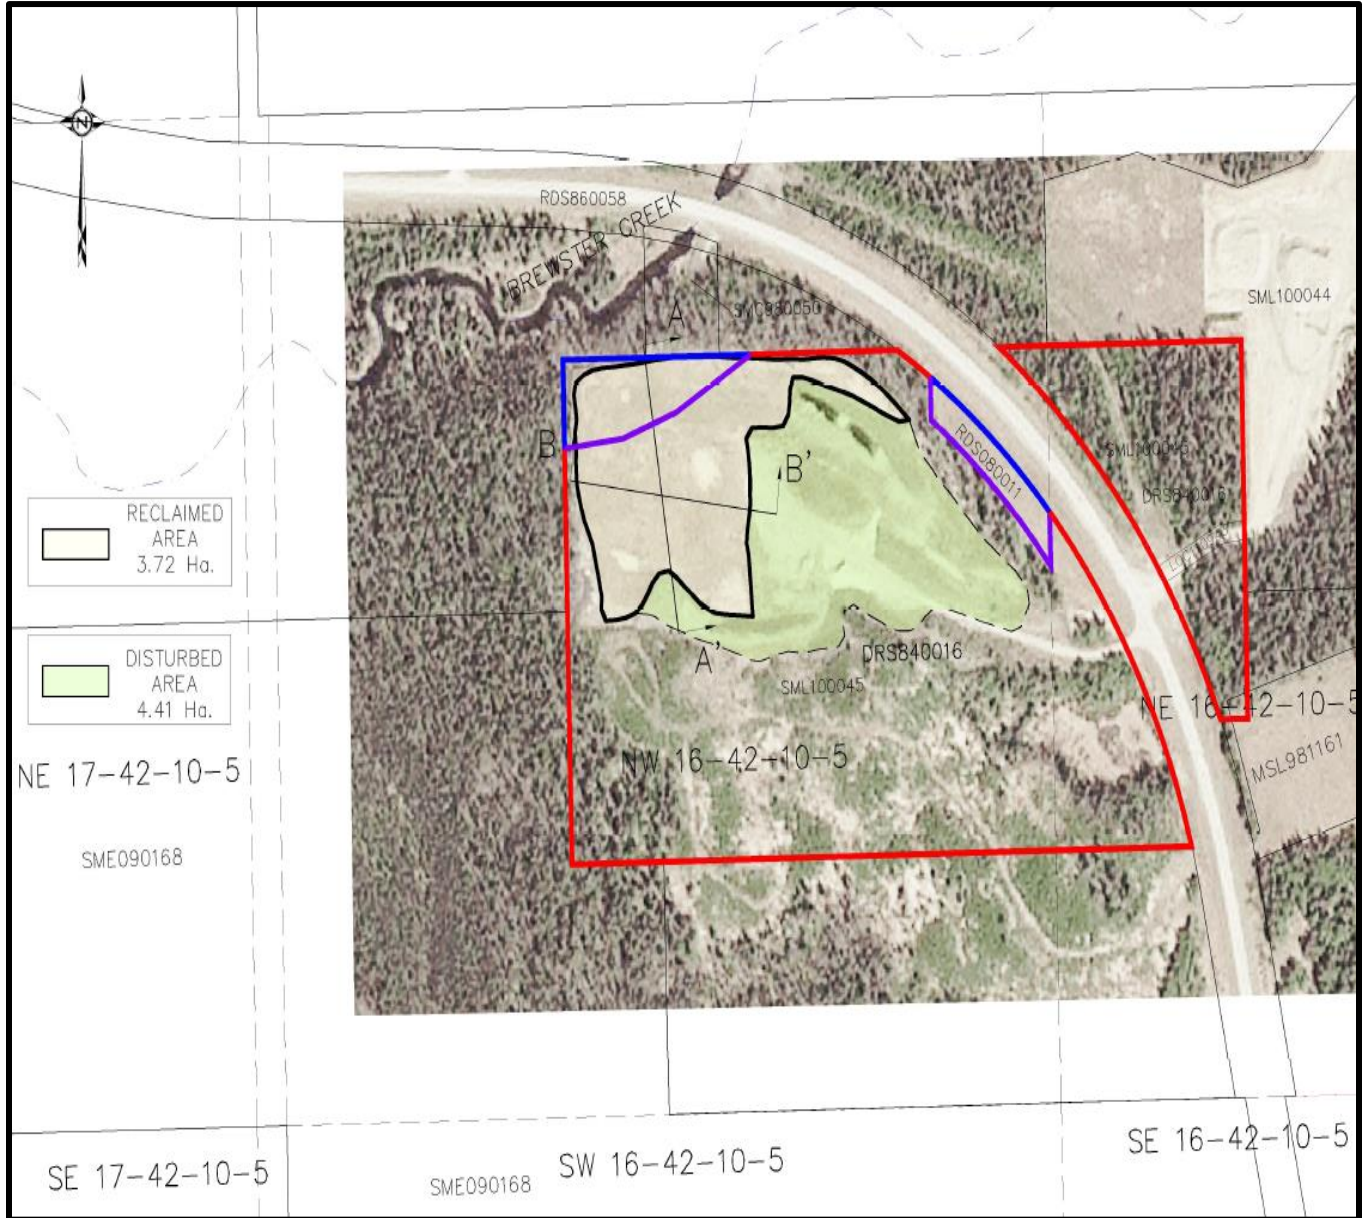 N
RDS860058
BREWSTER CREEK
SML100044
SMC980050
A
B
B'
RDS080011
SML100045
DRS840016
RECLAIMED
AREA
3.72 Ha.
DISTURBED
AREA
4.41 Ha.
A'
DRS840016
SML100045
NE 16-42-10-5
NW 16-42-10-5
MSL981161
NE 17-42-10-5
SME090168
SE 17-42-10-5
SME090168
SW 16-42-10-5
SE 16-42-10-5